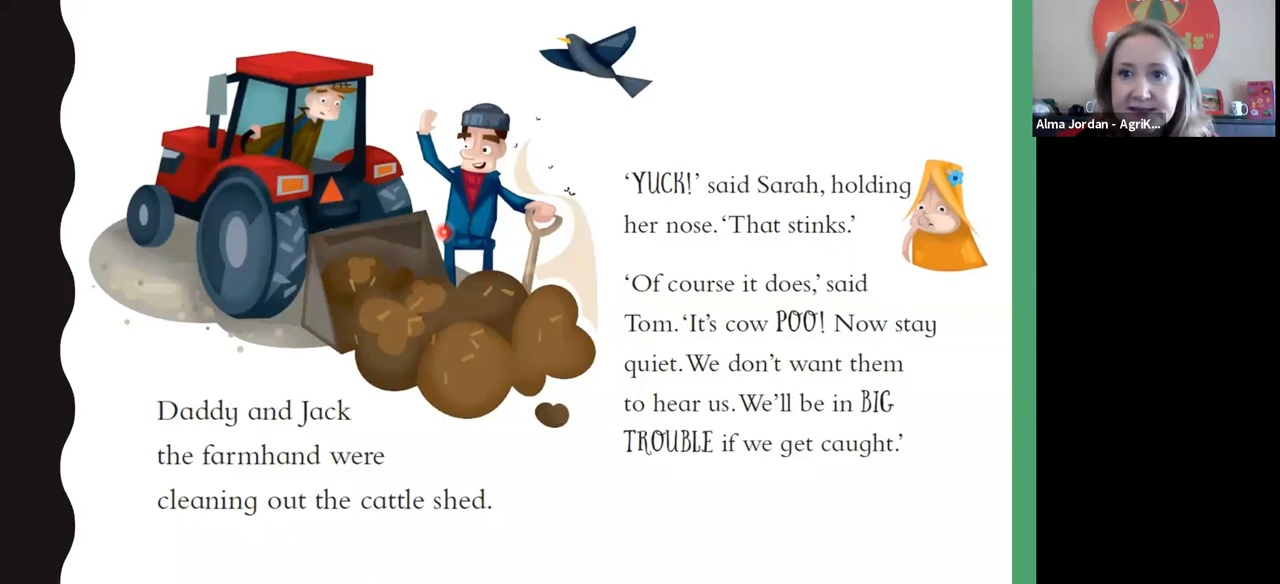 Daddy and Jack
the farmhand were
cleaning out the cattle shed.
‘YUCK!’ said Sarah, holding
her nose. ‘That stinks.’
‘Of course it does,’ said
Tom. ‘It’s cow POO! Now stay
quiet. We don’t want them
to hear us. We’ll be in BIG
TROUBLE if we get caught.’
Alma Jordan - AgriK...